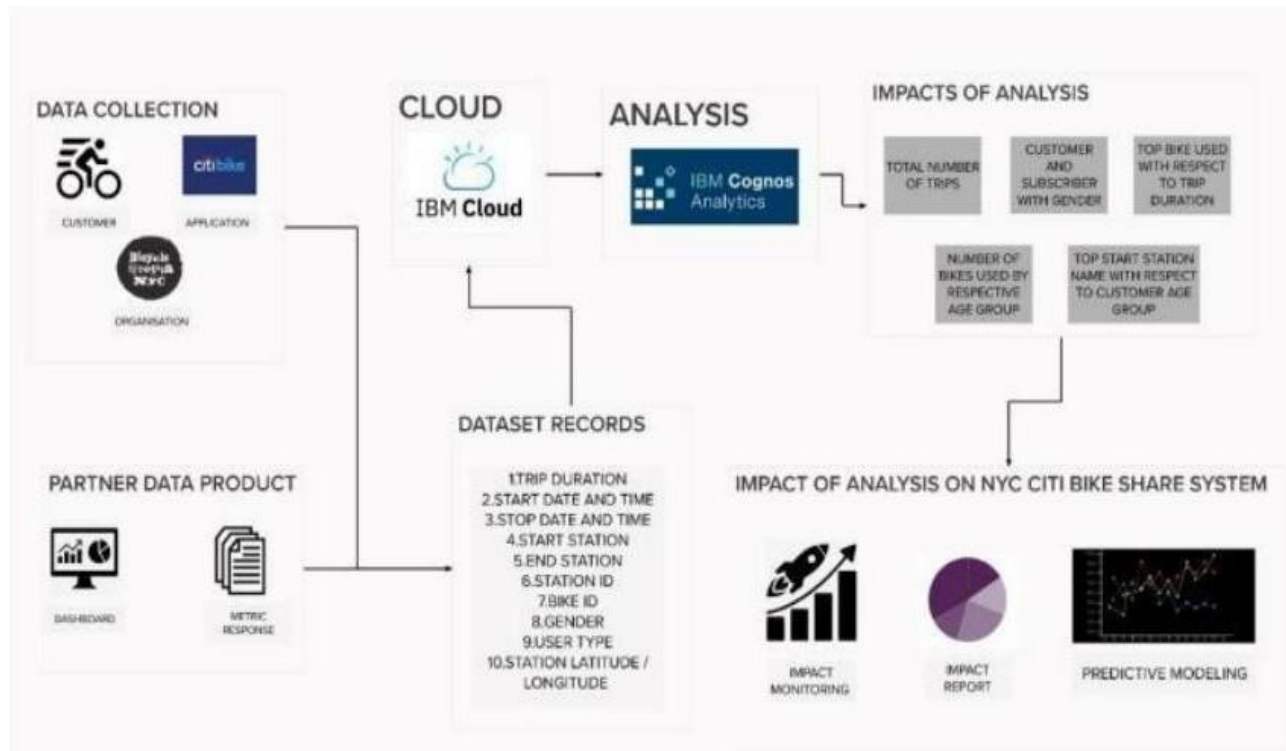 DATA COLLECTION
citibike
CUSTOMER
APPLICATION
NYC
ORGANISATION
CLOUD
IBM Cloud
ANALYSIS
IBM Cognos
Analytics
IMPACTS OF ANALYSIS
TOTAL NUMBER
OF TRIPS
CUSTOMER
AND
SUBSCRIBER
WITH GENDER
TOP BIKE USED
WITH RESPECT
TO TRIP
DURATION
NUMBER OF
BIKES USED BY
RESPECTIVE
AGE GROUP
TOP START STATION
NAME WITH RESPECT
TO CUSTOMER AGE
GROUP
PARTNER DATA PRODUCT
DASHBOARD
METRIC
RESPONSE
DATASET RECORDS
1.TRIP DURATION
2.START DATE AND TIME
3.STOP DATE AND TIME
4.START STATION
5.END STATION
6.STATION ID
7.BIKE ID
8.GENDER
9.USER TYPE
10.STATION LATITUDE /
LONGITUDE
IMPACT OF ANALYSIS ON NYC CITI BIKE SHARE SYSTEM
IMPACT
MONITORING
IMPACT
REPORT
PREDICTIVE MODELING